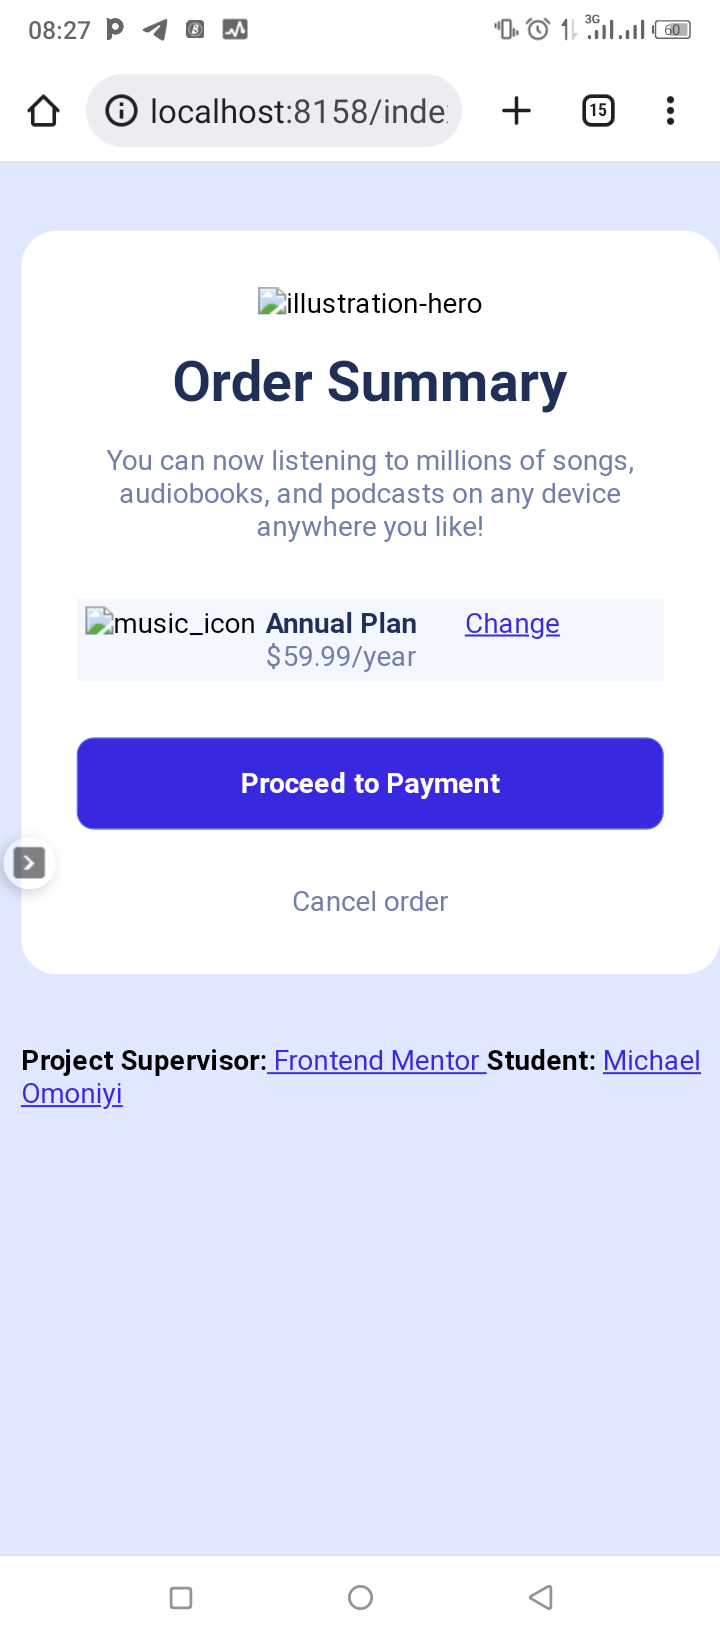 08:27
3G
60
localhost:8158/inde
15
illustration-hero
Order Summary
You can now listening to millions of songs,
audiobooks, and podcasts on any device
anywhere you like!
music_icon Annual Plan Change
$59.99/year
Proceed to Payment
Cancel order
Project Supervisor: Frontend Mentor Student: Michael
Omoniyi